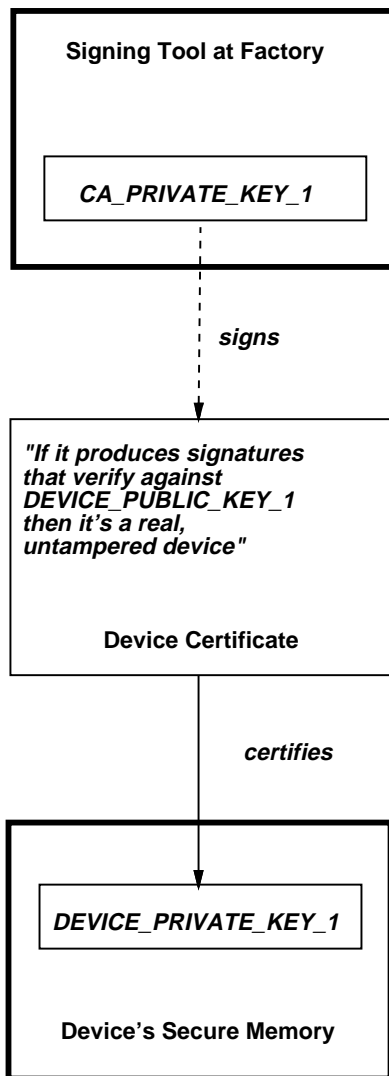 Signing Tool at Factory
CA_PRIVATE_KEY_1
signs
"If it produces signatures
that verify against
DEVICE_PUBLIC_KEY_1
then it's a real,
untampered device"
Device Certificate
certifies
DEVICE_PRIVATE_KEY_1
Device's Secure Memory